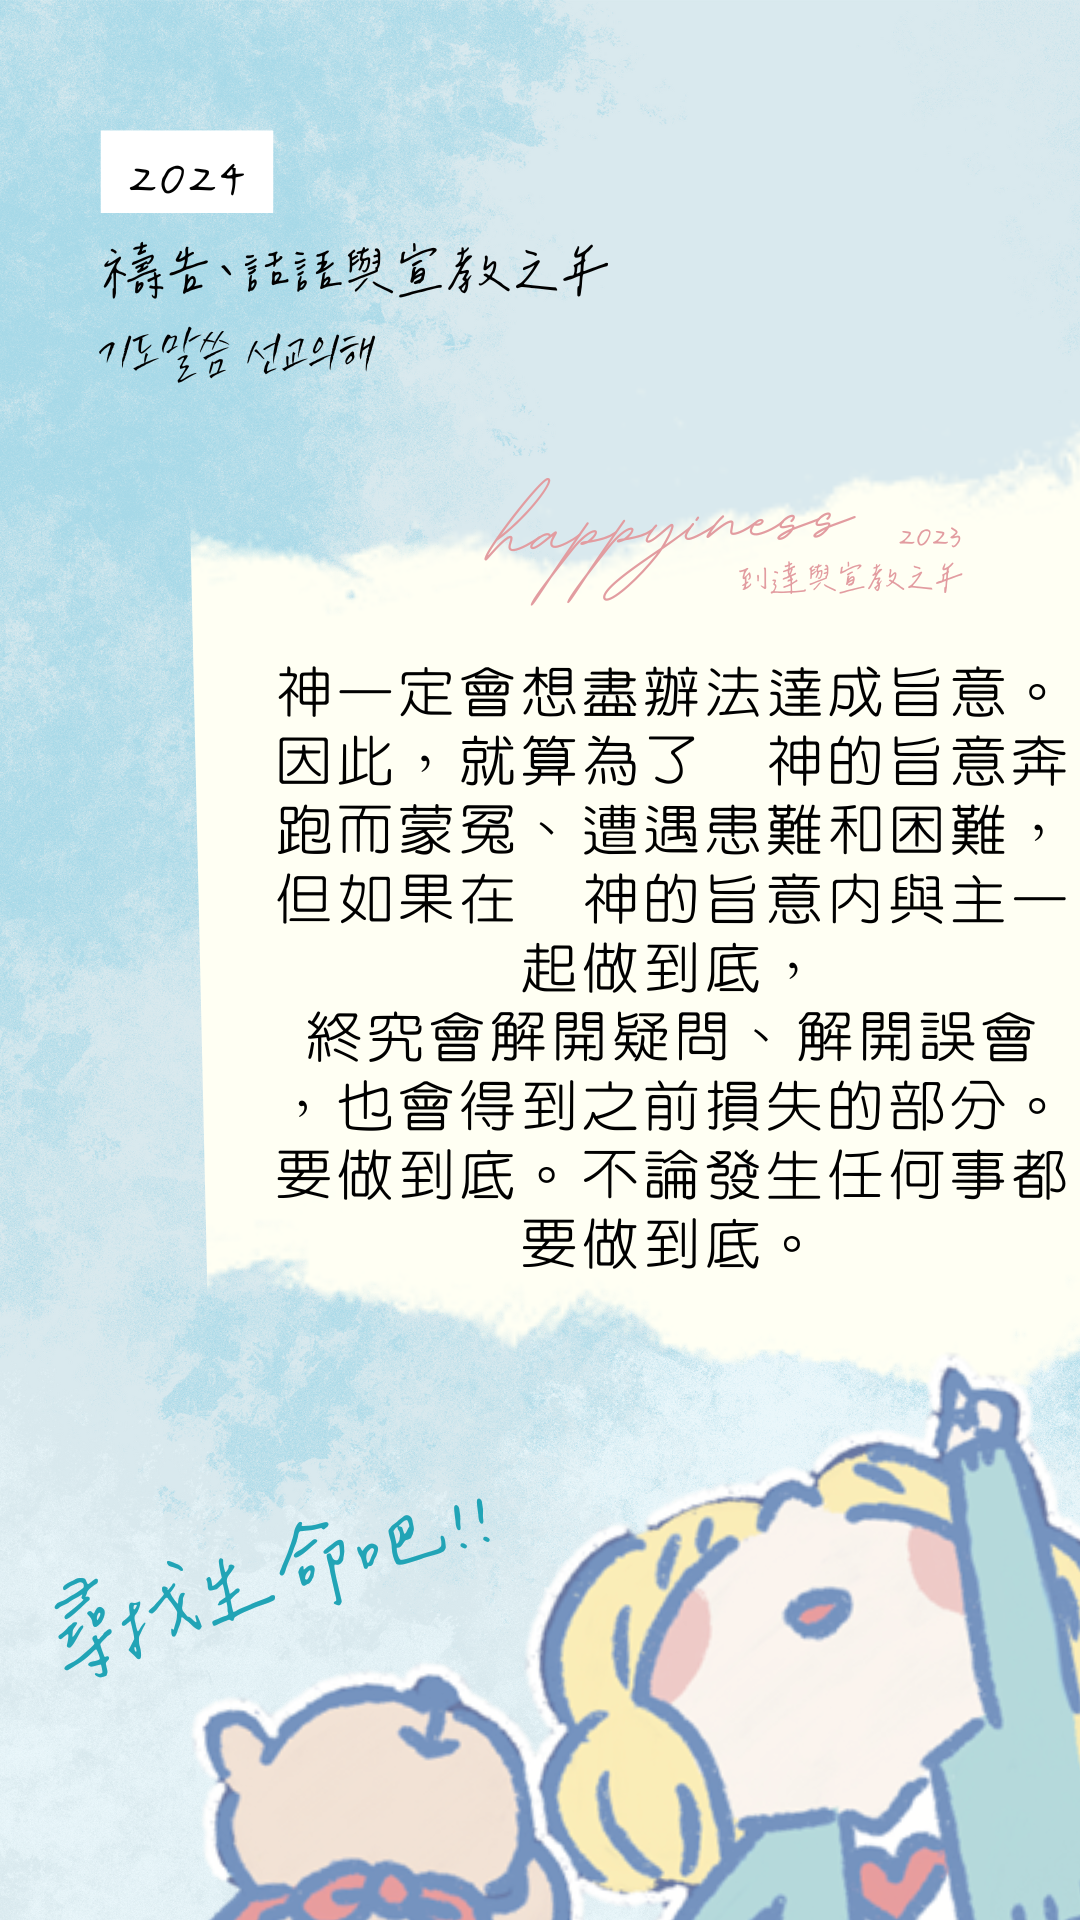 2024
禱告、話語與宣教之年
기도말씀 선교의해
happyiness
2023
到達與宣教之年
神一定會想盡辦法達成旨意。
因此，就算為了　神的旨意奔
跑而蒙冤、遭遇患難和困難，
但如果在　神的旨意内與主一
起做到底，
終究會解開疑問、解開誤會
，也會得到之前損失的部分。
要做到底。不論發生任何事都
要做到底。
尋找生命吧!!